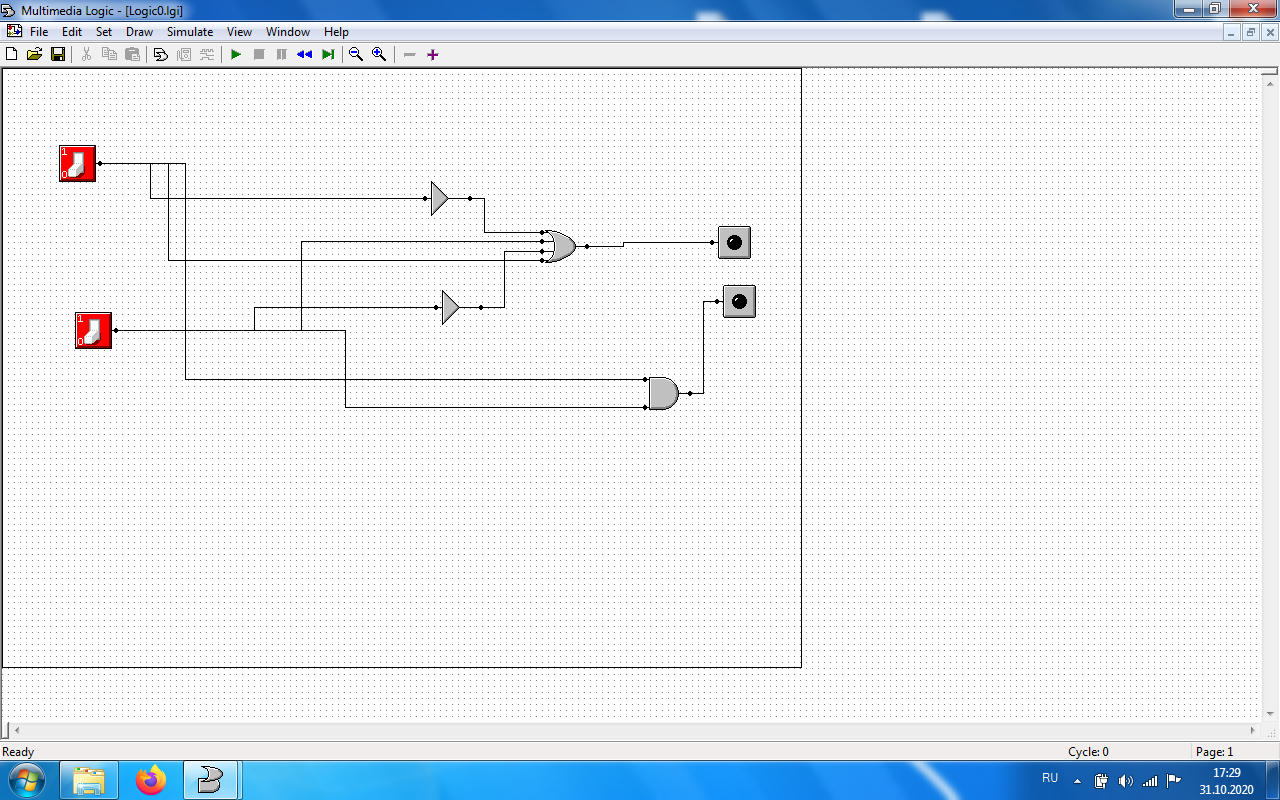 Multimedia Logic - [Logic0.lgi]
File Edit Set Draw Simulate View Window Help
1
0
1
0
Ready
Cycle: 0
Page: 1
RU
17:29
31.10.2020